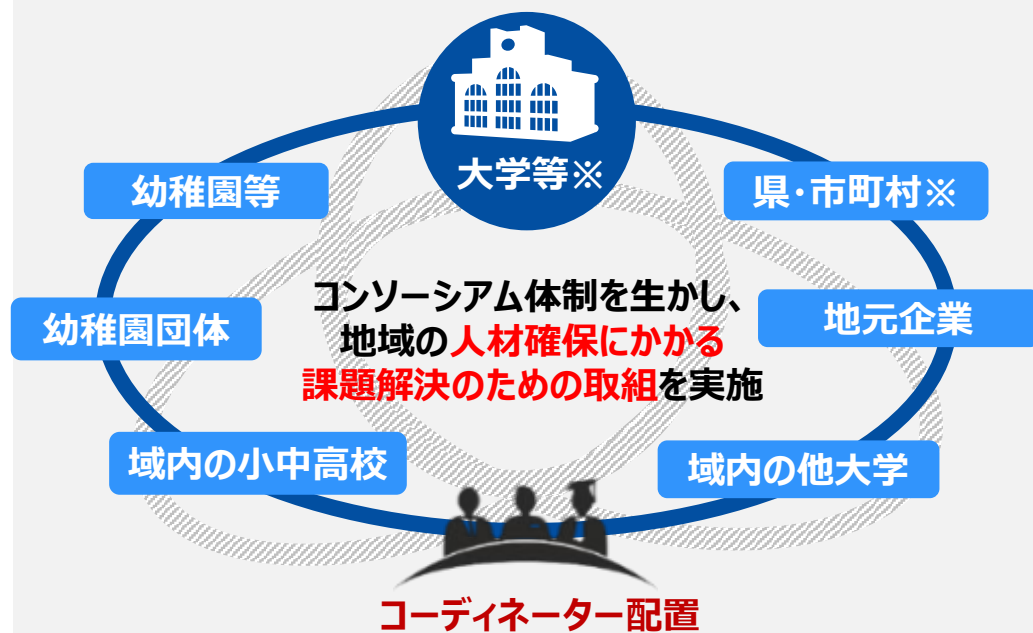 大学等※
幼稚園等
県・市町村※
幼稚園団体
コンソーシアム体制を生かし、
地域の人材確保にかかる
課題解決のための取組を実施
地元企業
域内の小中高校
域内の他大学
コーディネーター配置